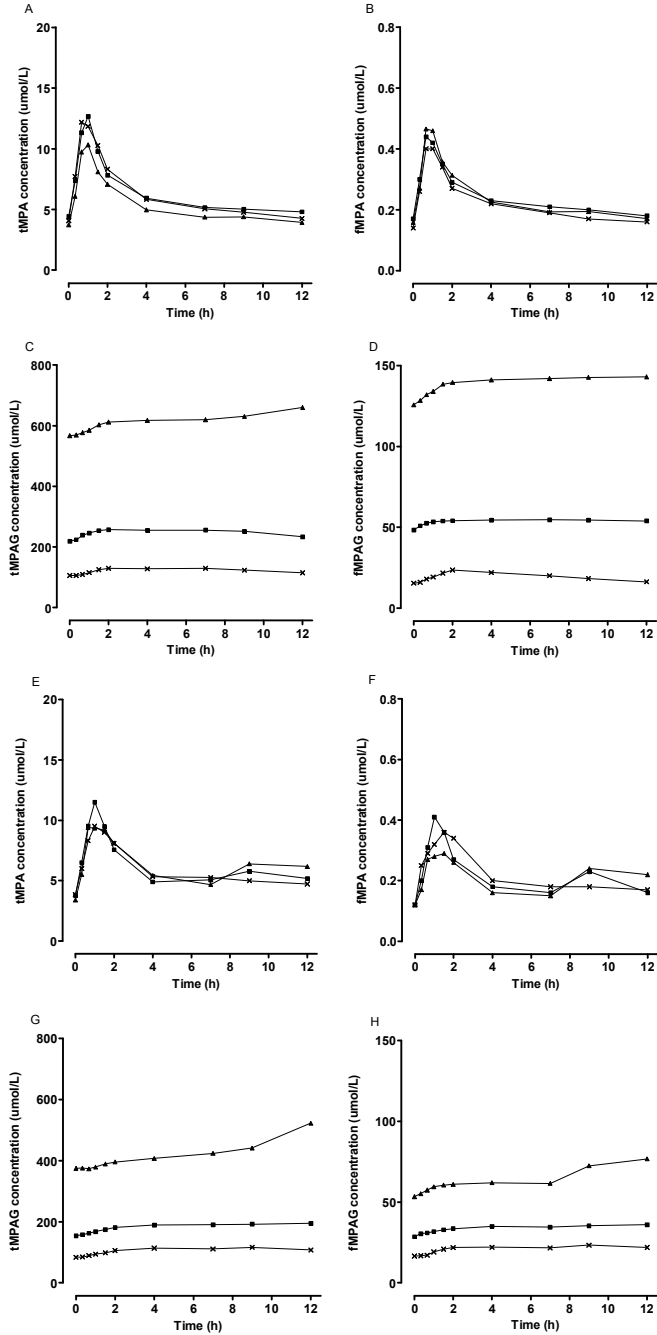 A
tMPA concentration (umol/L)
20
15
10
5
0
0 2 4 6 8 10 12
Time (h)
B
fMPA concentration (umol/L)
0.8
0.6
0.4
0.2
0.0
0 2 4 6 8 10 12
Time (h)
C
tMPAG concentration (umol/L)
800
600
400
200
0
0 2 4 6 8 10 12
Time (h)
D
fMPAG concentration (umol/L)
150
100
50
0
0 2 4 6 8 10 12
Time (h)
E
tMPA concentration (umol/L)
20
15
10
5
0
0 2 4 6 8 10 12
Time (h)
F
fMPA concentration (umol/L)
0.8
0.6
0.4
0.2
0.0
0 2 4 6 8 10 12
Time (h)
G
tMPAG concentration (umol/L)
800
600
400
200
0
0 2 4 6 8 10 12
Time (h)
H
fMPAG concentration (umol/L)
150
100
50
0
0 2 4 6 8 10 12
Time (h)